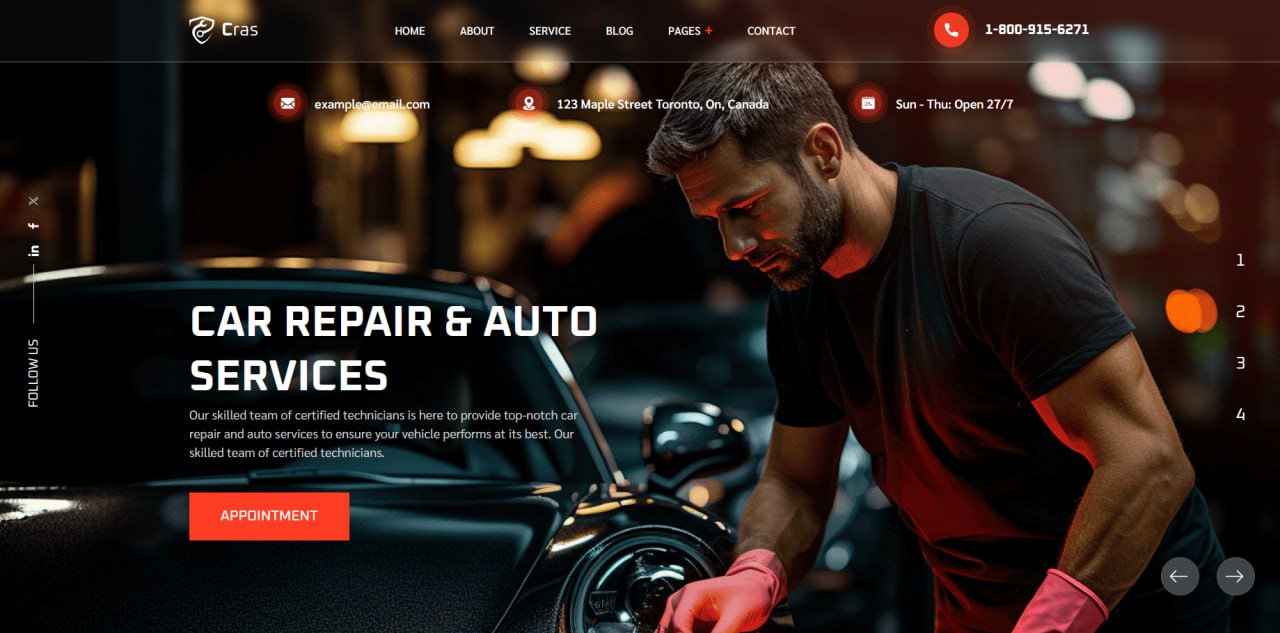 Cras
HOME ABOUT SERVICE BLOG PAGES + CONTACT
1-800-915-6271
example@email.com
123 Maple Street Toronto, On, Canada
Sun - Thu: Open 27/7
CAR REPAIR & AUTO
SERVICES
Our skilled team of certified technicians is here to provide top-notch car
repair and auto services to ensure your vehicle performs at its best. Our
skilled team of certified technicians.
APPOINTMENT
FOLLOW US
in
f
X
1
2
3
4